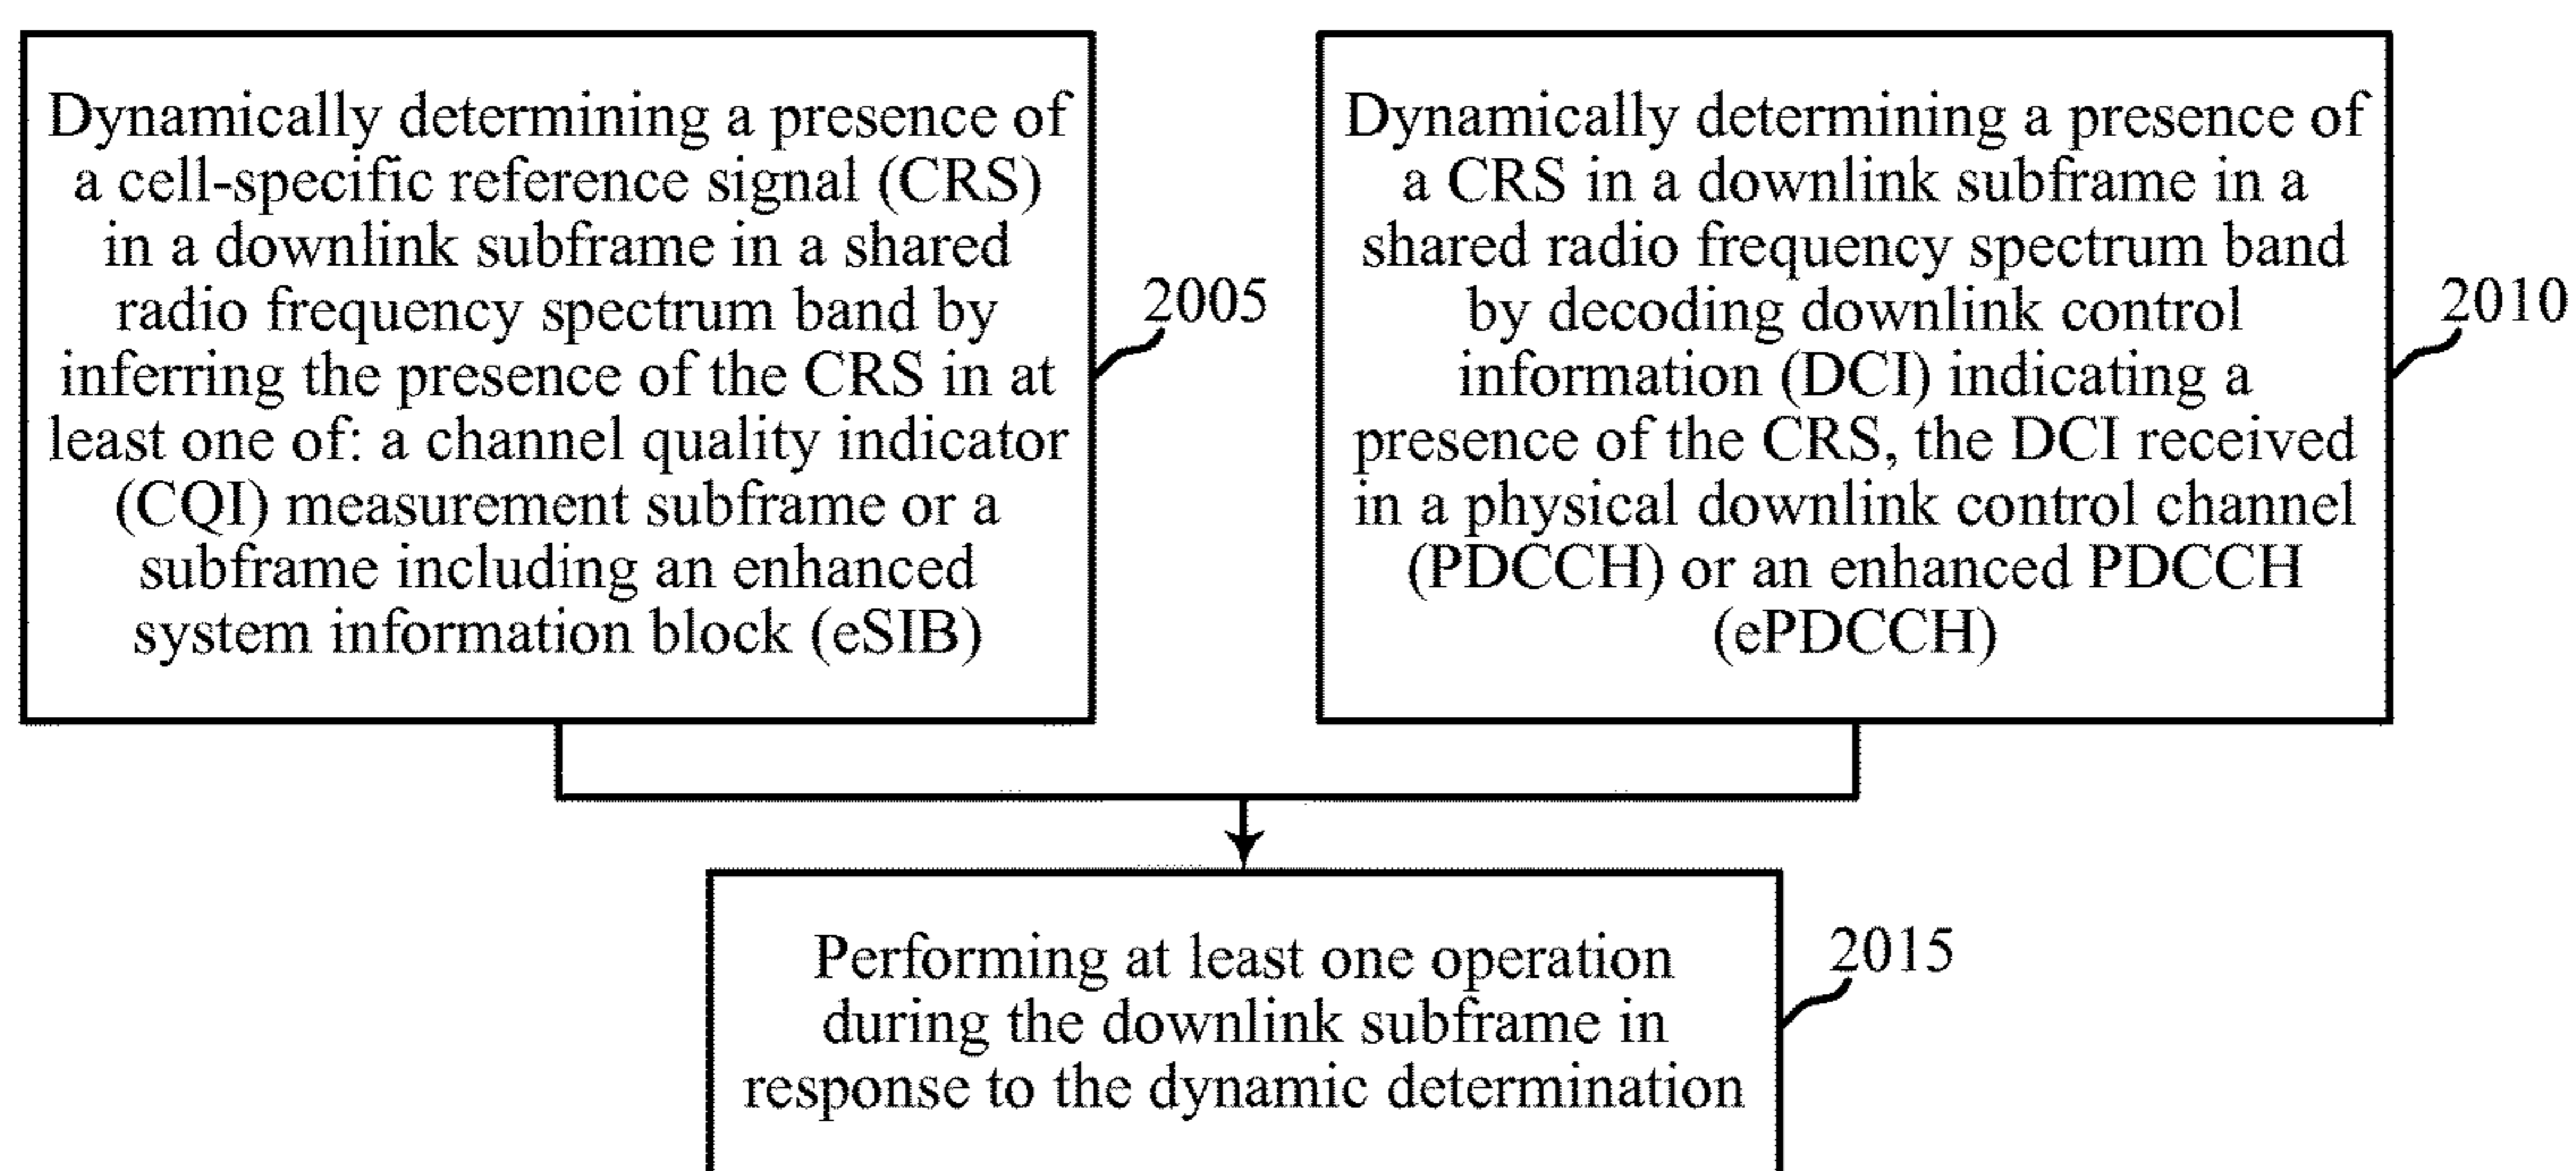 Dynamically determining a presence of
a cell-specific reference signal (CRS)
in a downlink subframe in a shared
radio frequency spectrum band by
inferring the presence of the CRS in at
least one of: a channel quality indicator
(CQI) measurement subframe or a
subframe including an enhanced
system information block (eSIB)
2005
Dynamically determining a presence of
a CRS in a downlink subframe in a
shared radio frequency spectrum band
by decoding downlink control
information (DCI) indicating a
presence of the CRS, the DCI received
in a physical downlink control channel
(PDCCH) or an enhanced PDCCH
(ePDCCH)
2010
Performing at least one operation
during the downlink subframe in
response to the dynamic determination
2015